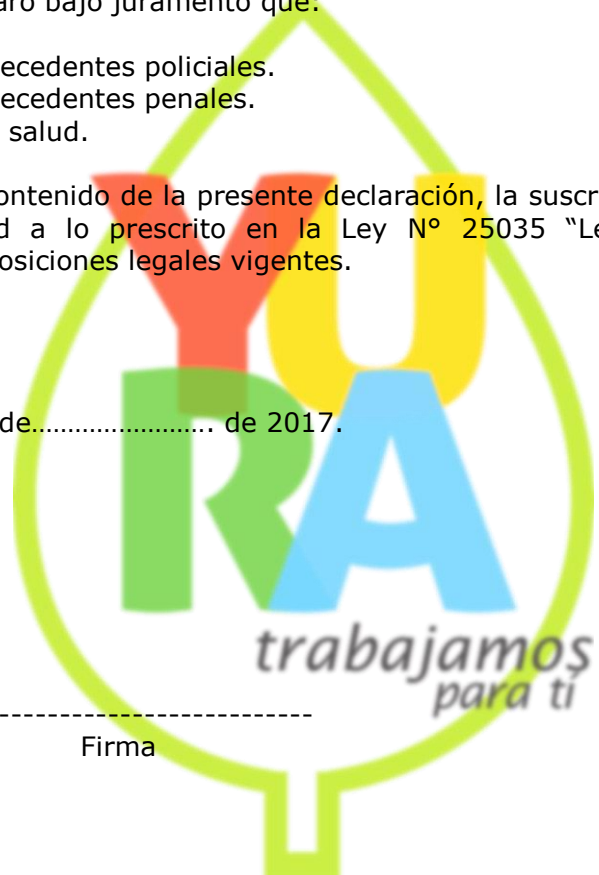 aro bajo juramento que:
ecedentes policiales.
ecedentes penales.
salud.
ontenido de la presente declaración, la suscr
d a lo prescrito en la Ley N° 25035 “Le
osiciones legales vigentes.
de……………………. de 2017.
YU
RA
trabajamos
para ti
--------------------------
Firma